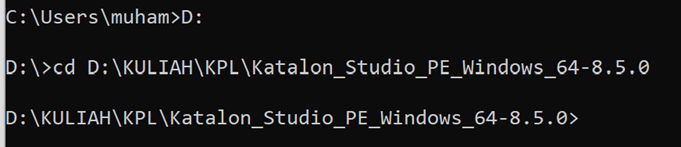 C:\Users\muham>D:
D:\>cd D:\KULIAH\KPL\Katalon_Studio_PE_Windows_64-8.5.0
D:\KULIAH\KPL\Katalon_Studio_PE_Windows_64-8.5.0>